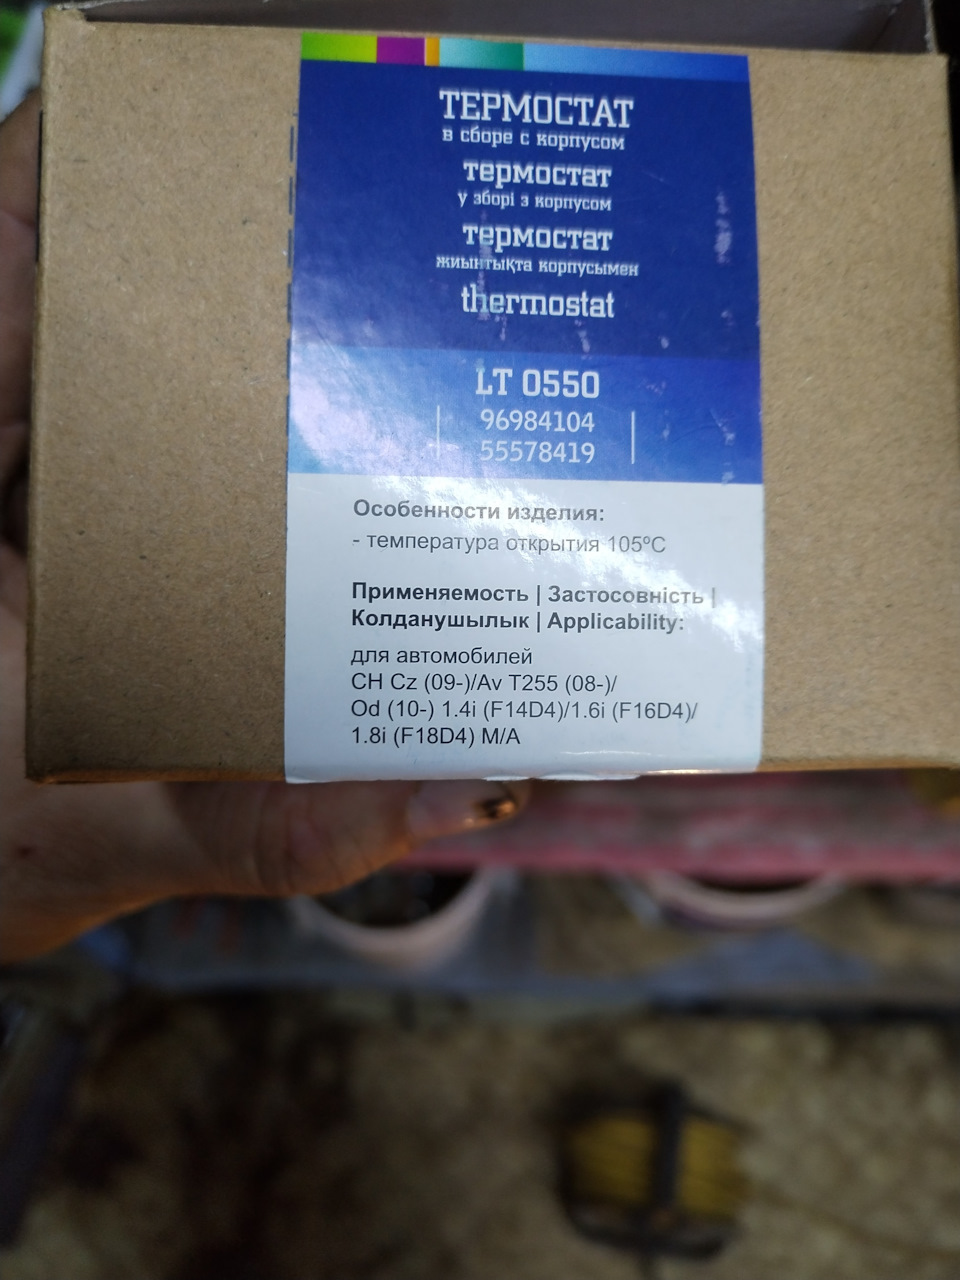 ТЕРМОСТАТ
в сборе с корпусом
термостат
у зборі з корпусом
термостат
жиынтықта корпусымен
thermostat
LT 0550
96984104
55578419
Особенности изделия:
- температура открытия 105ºС
Применяемость | Застосовність |
Колданушылык | Applicability:
для автомобилей
CH Cz (09-)/Av T255 (08-)/
Od (10-) 1.4i (F14D4)/1.6i (F16D4)/
1.8i (F18D4) M/A